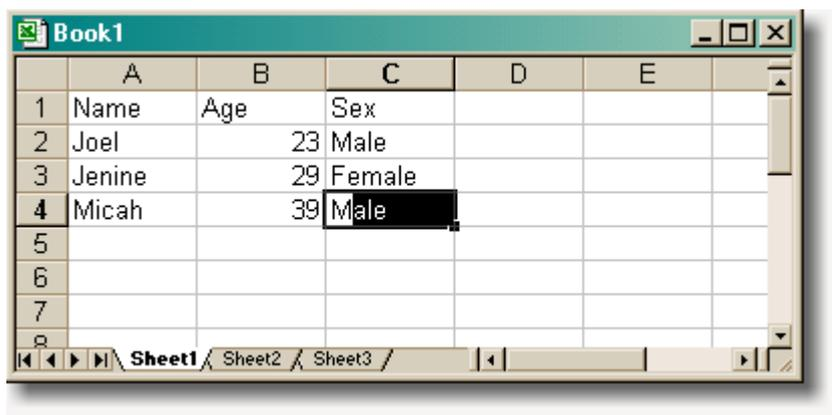 Book1
A B C D E
1 Name Age Sex
2 Joel 23 Male
3 Jenine 29 Female
4 Micah 39 Male
5
6
7
8
Sheet1 Sheet2 Sheet3